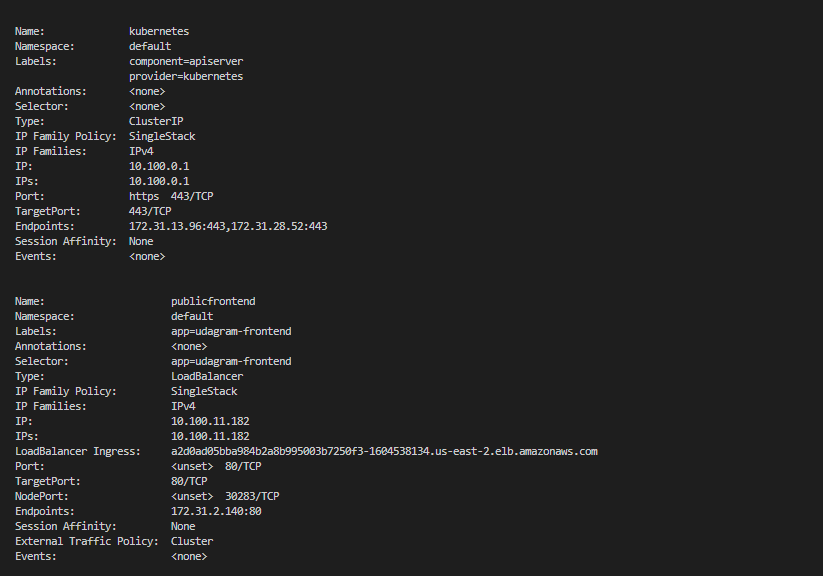 Name: kubernetes
Namespace: default
Labels: component=apiserver
provider=kubernetes
Annotations: <none>
Selector: <none>
Type: ClusterIP
IP Family Policy: SingleStack
IP Families: IPv4
IP: 10.100.0.1
IPs: 10.100.0.1
Port: https 443/TCP
TargetPort: 443/TCP
Endpoints: 172.31.13.96:443,172.31.28.52:443
Session Affinity: None
Events: <none>
Name: publicfrontend
Namespace: default
Labels: app=udagram-frontend
Annotations: <none>
Selector: app=udagram-frontend
Type: LoadBalancer
IP Family Policy: SingleStack
IP Families: IPv4
IP: 10.100.11.182
IPs: 10.100.11.182
LoadBalancer Ingress: a2d0ad05bba984b2a8b995003b7250f3-1604538134.us-east-2.elb.amazonaws.com
Port: <unset> 80/TCP
TargetPort: 80/TCP
NodePort: <unset> 30283/TCP
Endpoints: 172.31.2.140:80
Session Affinity: None
External Traffic Policy: Cluster
Events: <none>